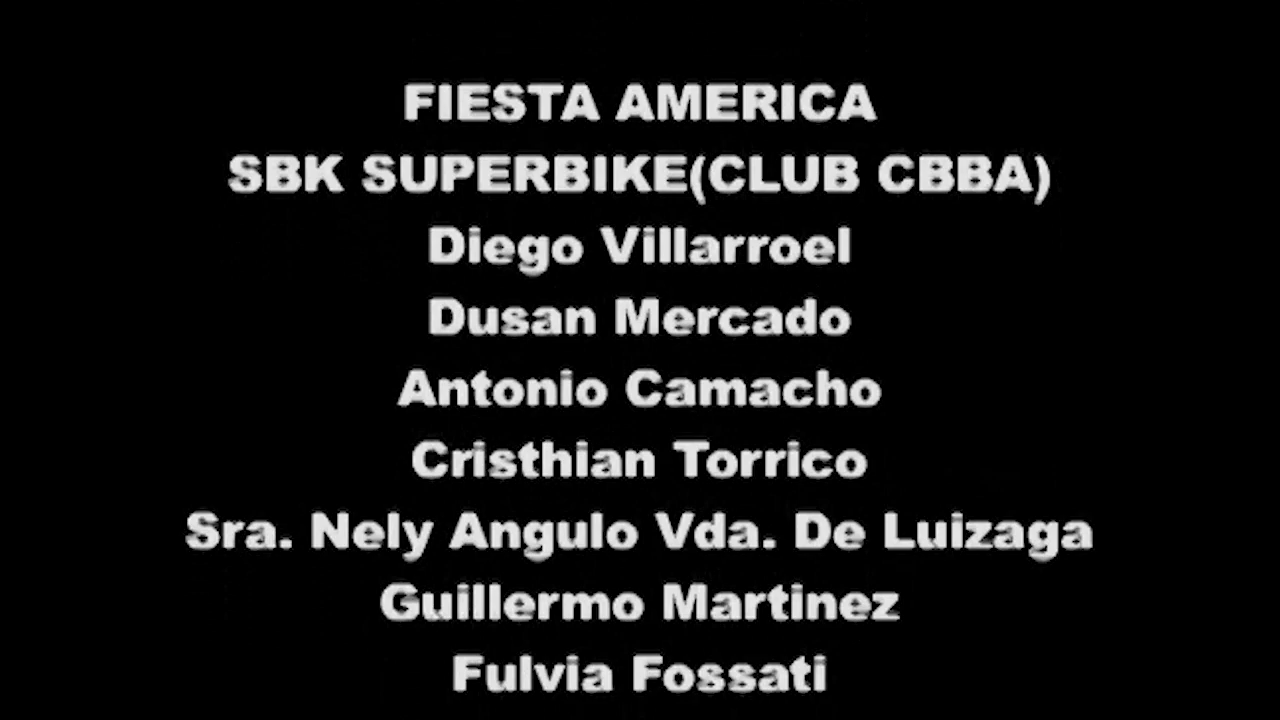 FIESTA AMERICA
SBK SUPERBIKE(CLUB CBBA)
Diego Villarroel
Dusan Mercado
Antonio Camacho
Cristhian Torrico
Sra. Nely Angulo Vda. De Luizaga
Guillermo Martinez
Fulvia Fossati